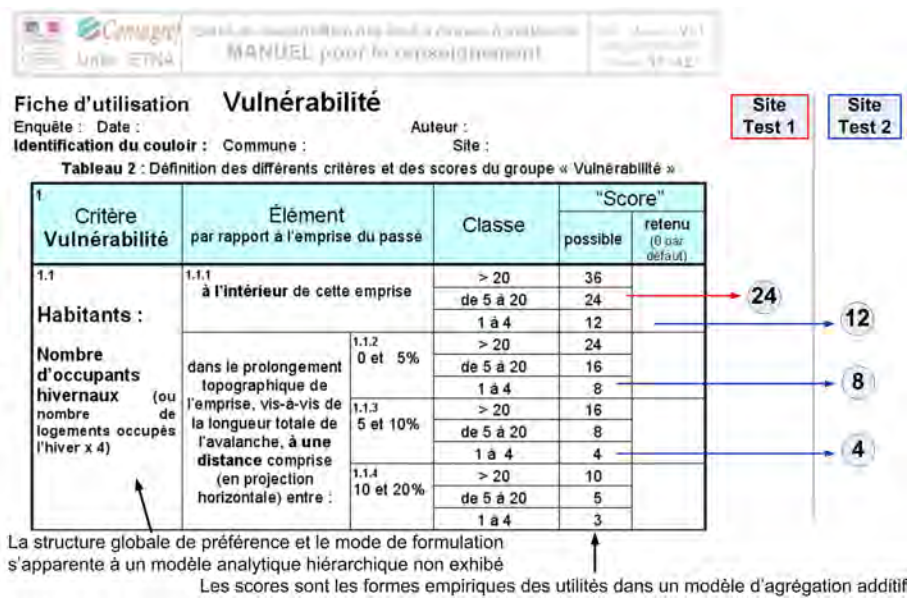 Cemagref
Unité ETNA
MANUEL pour le renseignement
Fiche d'utilisation Vulnérabilité
Enquête : Date : Auteur :
Identification du couloir : Commune : Site :
Tableau 2 : Définition des différents critères et des scores du groupe « Vulnérabilité »
Site Test 1
Site Test 2
1
Critère Vulnérabilité
Élément
par rapport à l'emprise du passé
Classe
"Score"
possible
retenu
(0 par défaut)
1.1
Habitants :
Nombre d'occupants hivernaux (ou nombre de logements occupés l'hiver x 4)
1.1.1
à l'intérieur de cette emprise
> 20 36
de 5 à 20 24
24
1 à 4 12
12
dans le prolongement topographique de l'emprise, vis-à-vis de la longueur totale de l'avalanche, à une distance comprise (en projection horizontale) entre :
1.1.2
0 et 5%
> 20 24
de 5 à 20 16
1 à 4 8
8
1.1.3
5 et 10%
> 20 16
de 5 à 20 8
1 à 4 4
4
1.1.4
10 et 20%
> 20 10
de 5 à 20 5
1 à 4 3
La structure globale de préférence et le mode de formulation
s'apparente à un modèle analytique hiérarchique non exhibé
Les scores sont les formes empiriques des utilités dans un modèle d'agrégation additif